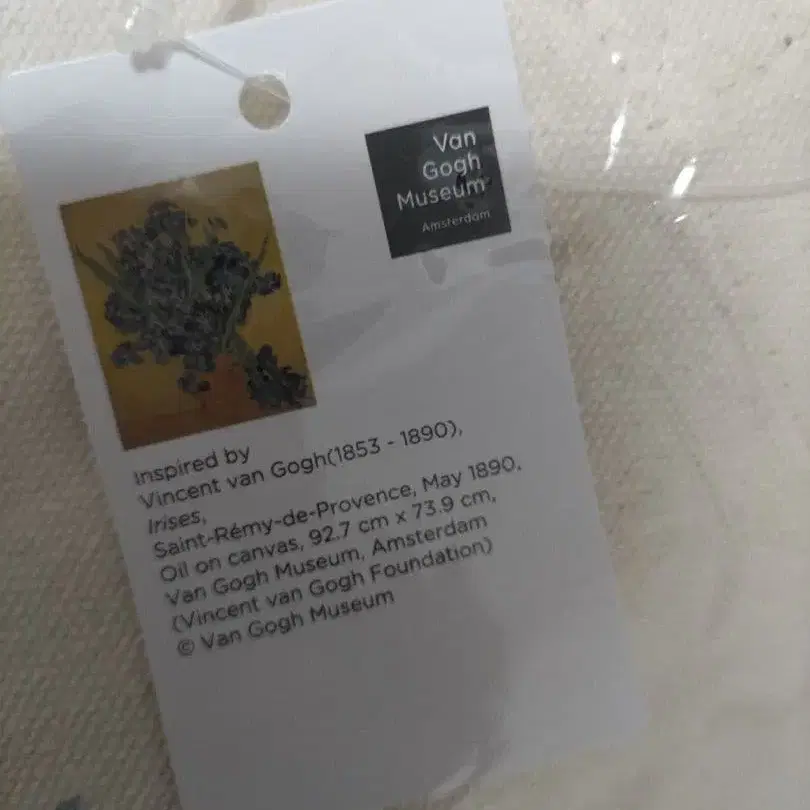 Van
Gogh
Museum
Amsterdam
Inspired by
Vincent van Gogh(1853 - 1890),
Irises,
Saint-Rémy-de-Provence, May 1890,
Oil on canvas, 92.7 cm x 73.9 cm,
Van Gogh Museum, Amsterdam
(Vincent van Gogh Foundation)
© Van Gogh Museum